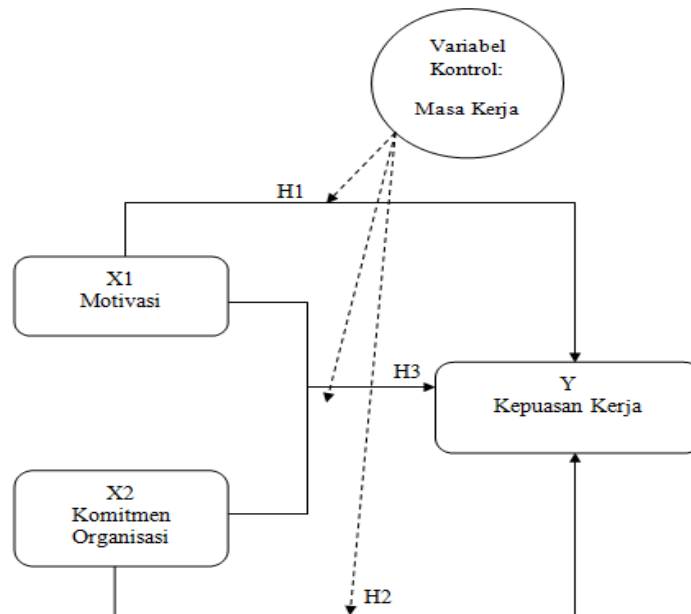 Variabel
Kontrol:
Masa Kerja
H1
X1
Motivasi
H3
Y
Kepuasan Kerja
X2
Komitmen
Organisasi
H2